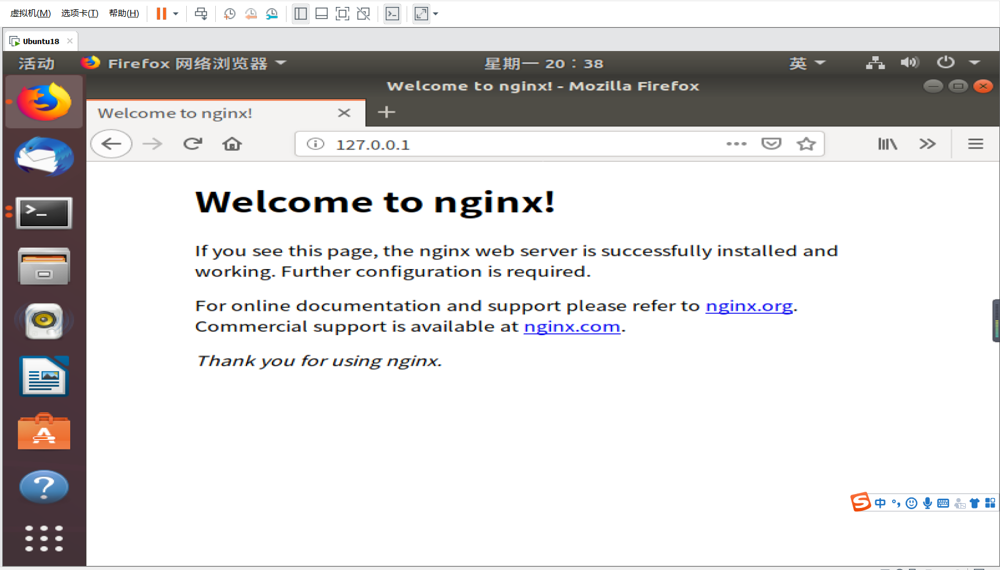 虚拟机(M) 选项卡(T) 帮助(H)
Ubuntu18
活动 Firefox 网络浏览器 星期一 20：38 英
Welcome to nginx! - Mozilla Firefox
Welcome to nginx!
127.0.0.1
Welcome to nginx!
If you see this page, the nginx web server is successfully installed and
working. Further configuration is required.
For online documentation and support please refer to nginx.org.
Commercial support is available at nginx.com.
Thank you for using nginx.
中